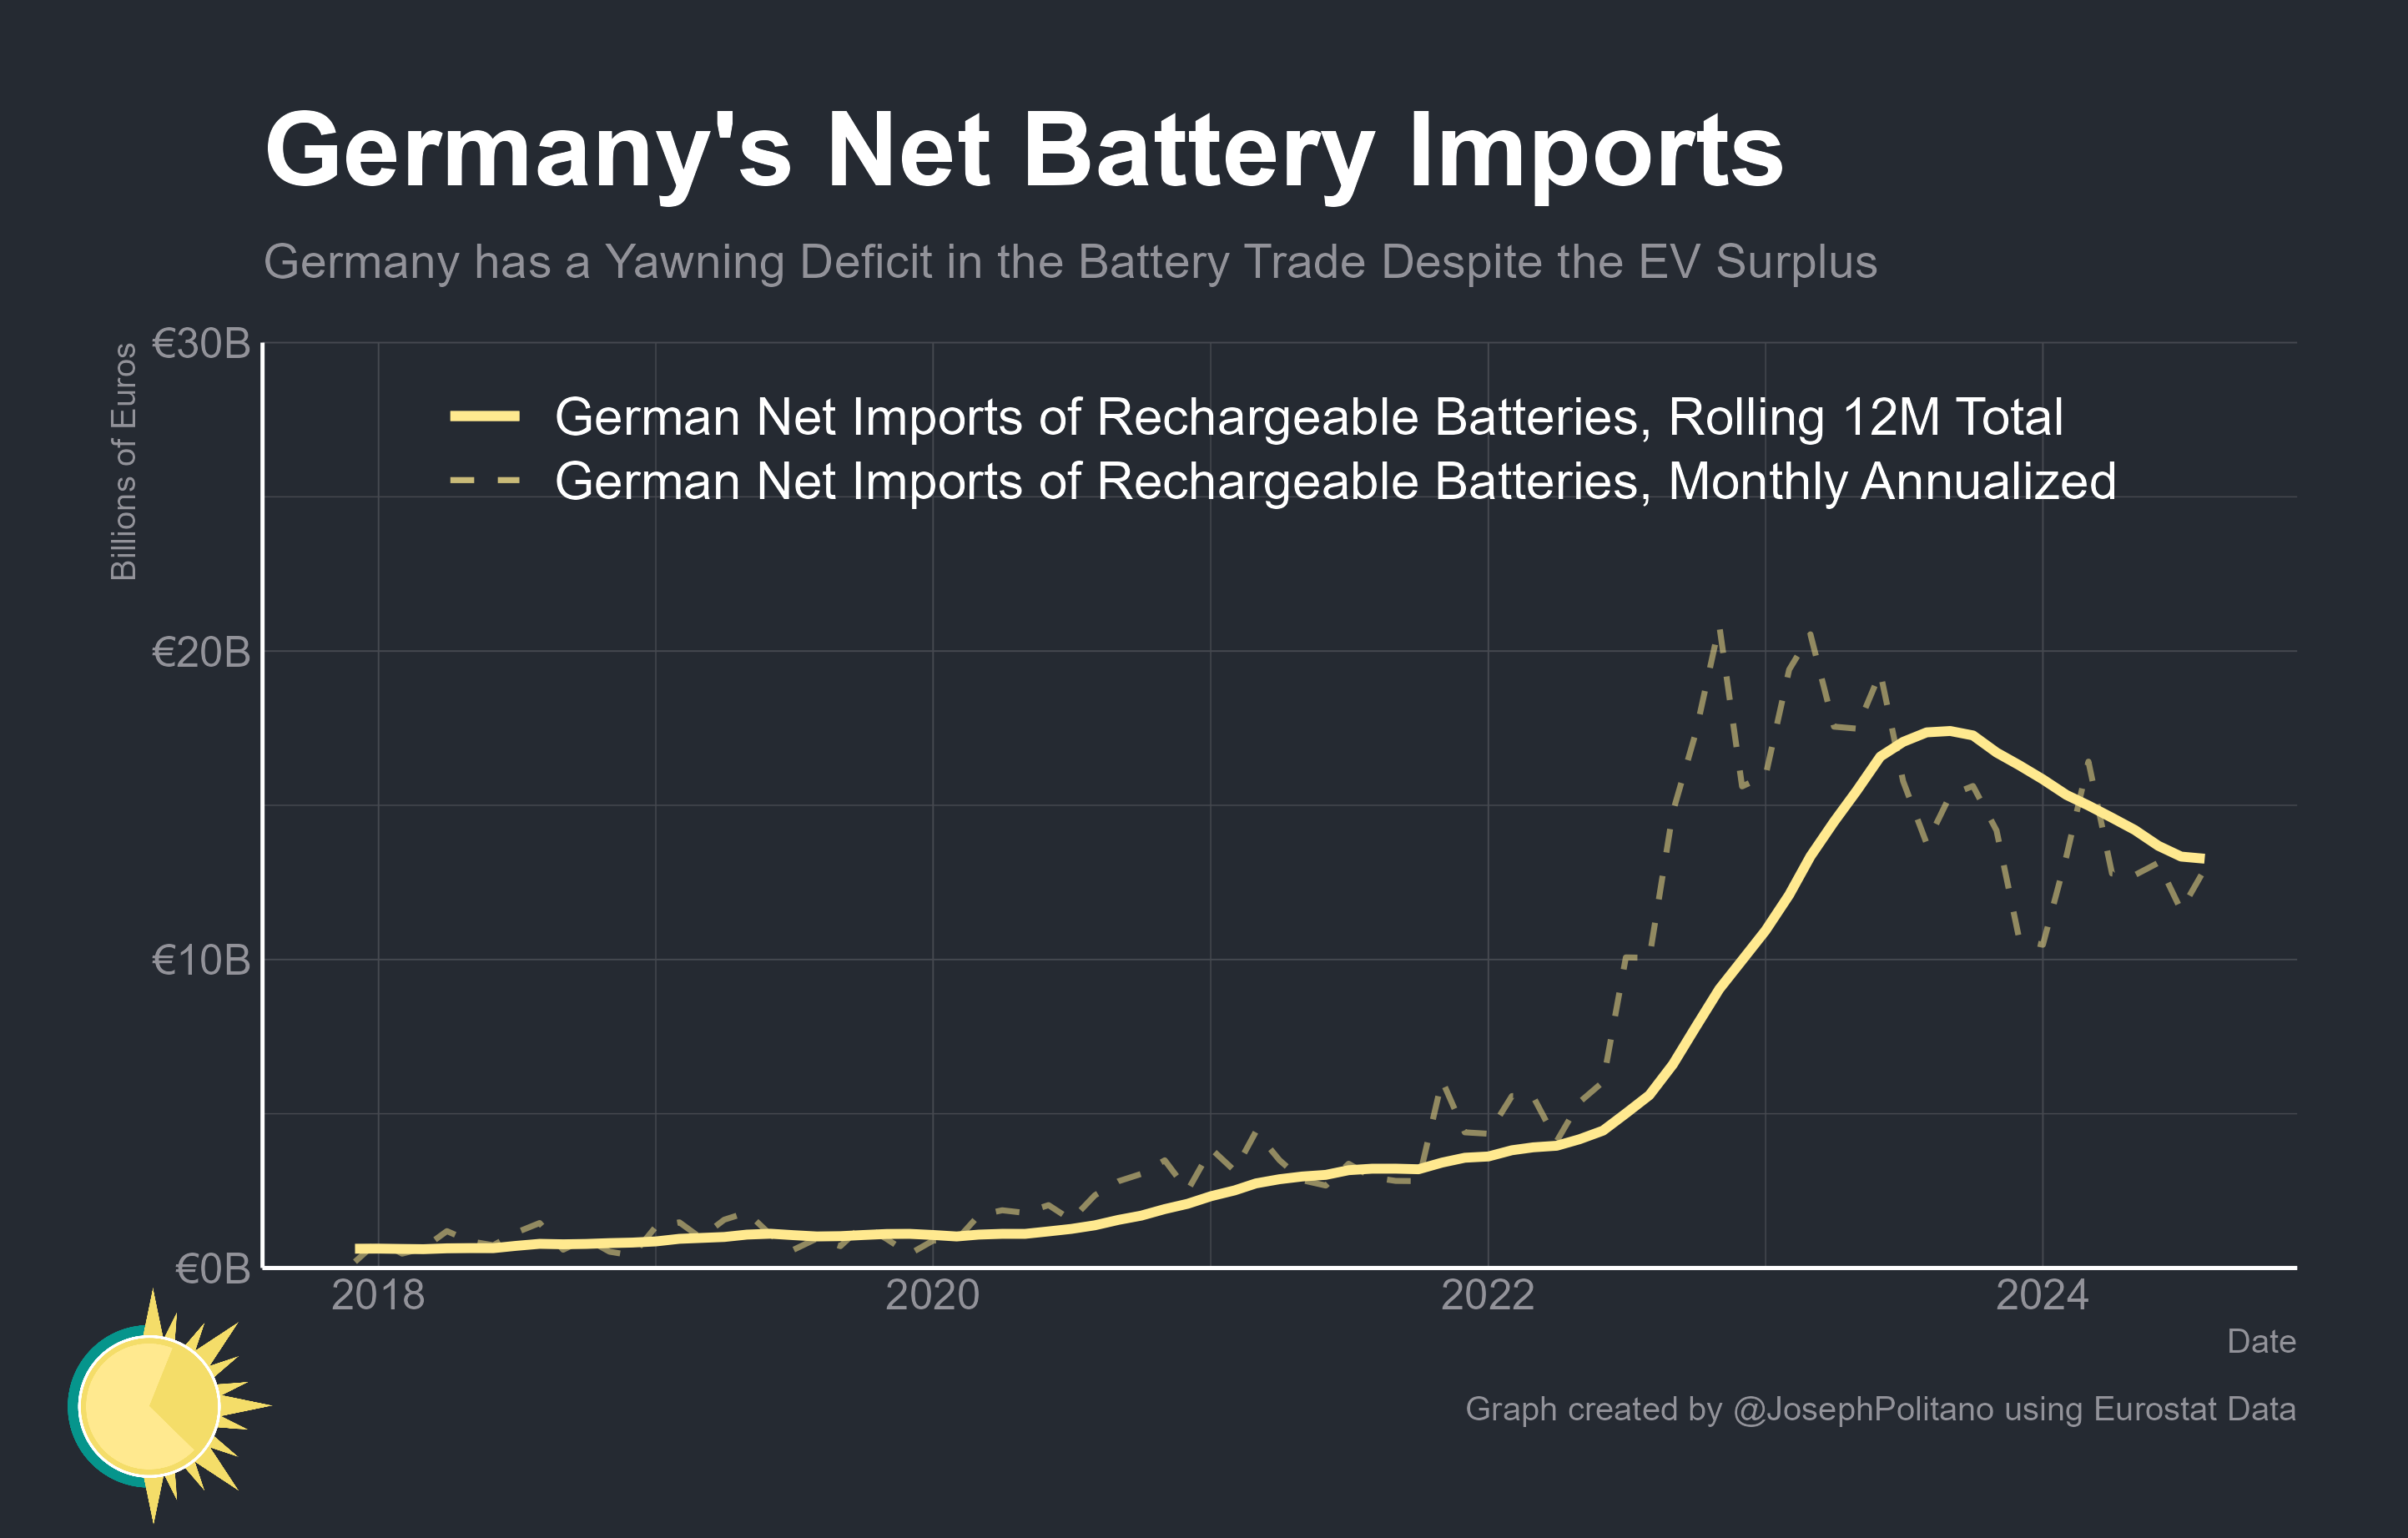 Germany's Net Battery Imports
Germany has a Yawning Deficit in the Battery Trade Despite the EV Surplus
Billions of Euros
€30B
€20B
€10B
€0B
German Net Imports of Rechargeable Batteries, Rolling 12M Total
German Net Imports of Rechargeable Batteries, Monthly Annualized
2018 2020 2022 2024
Date
Graph created by @JosephPolitano using Eurostat Data